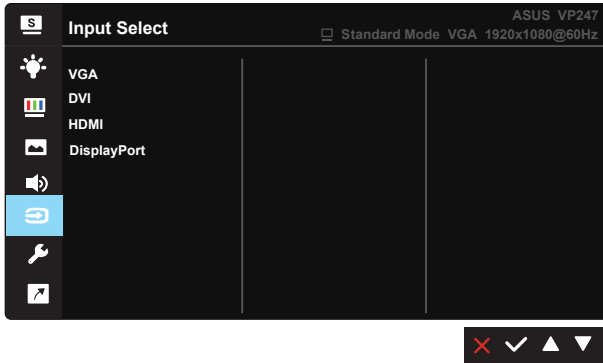 S
Input Select
ASUS VP247
Standard Mode VGA 1920x1080@60Hz
VGA
DVI
HDMI
DisplayPort